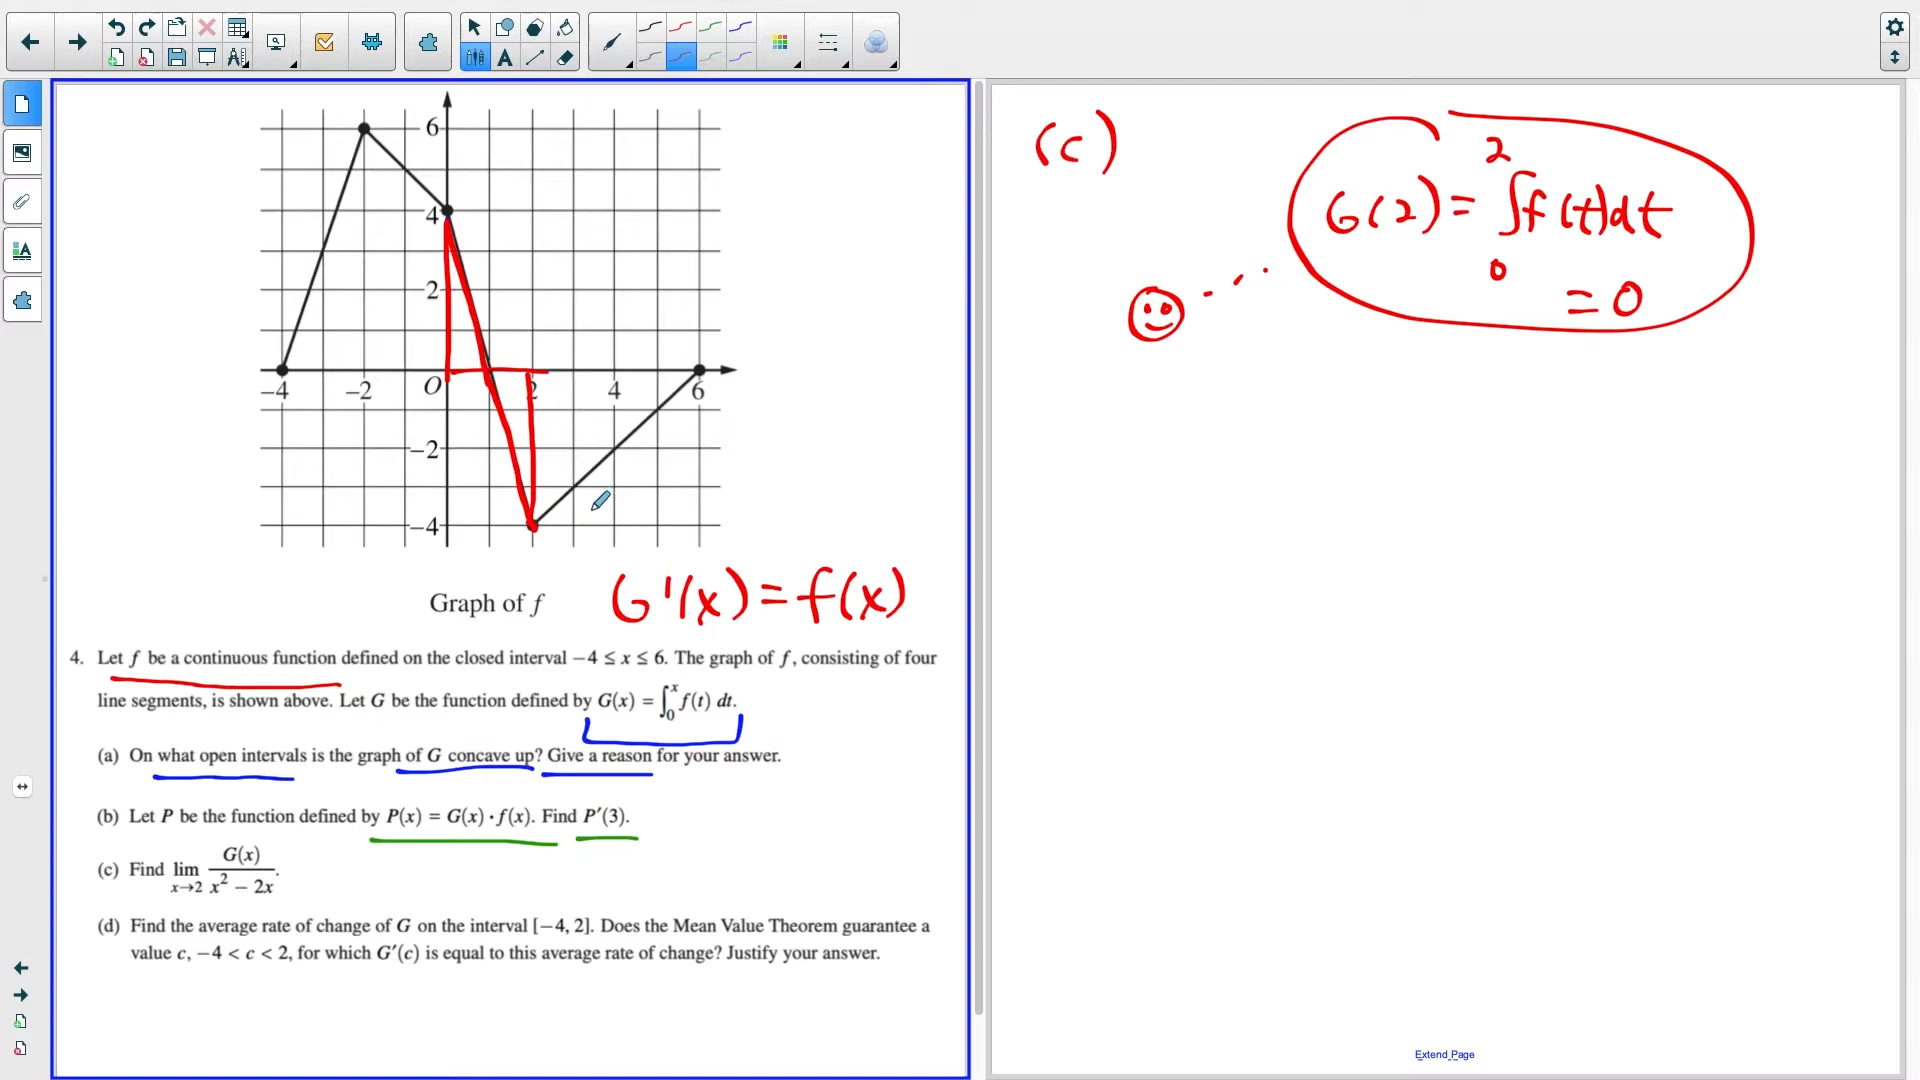 6
4
2
-4 -2 O 2 4 6
-2
-4
Graph of f
G'(x) = f(x)
4. Let f be a continuous function defined on the closed interval −4 ≤ x ≤ 6. The graph of f, consisting of four
line segments, is shown above. Let G be the function defined by G(x) = ∫₀ˣ f(t) dt.
(a) On what open intervals is the graph of G concave up? Give a reason for your answer.
(b) Let P be the function defined by P(x) = G(x) · f(x). Find P′(3).
(c) Find lim x→2 G(x) / x² − 2x.
(d) Find the average rate of change of G on the interval [−4, 2]. Does the Mean Value Theorem guarantee a
value c, −4 < c < 2, for which G′(c) is equal to this average rate of change? Justify your answer.
(c)
G(2) = ∫₀² f(t)dt
= 0
Extend_Page